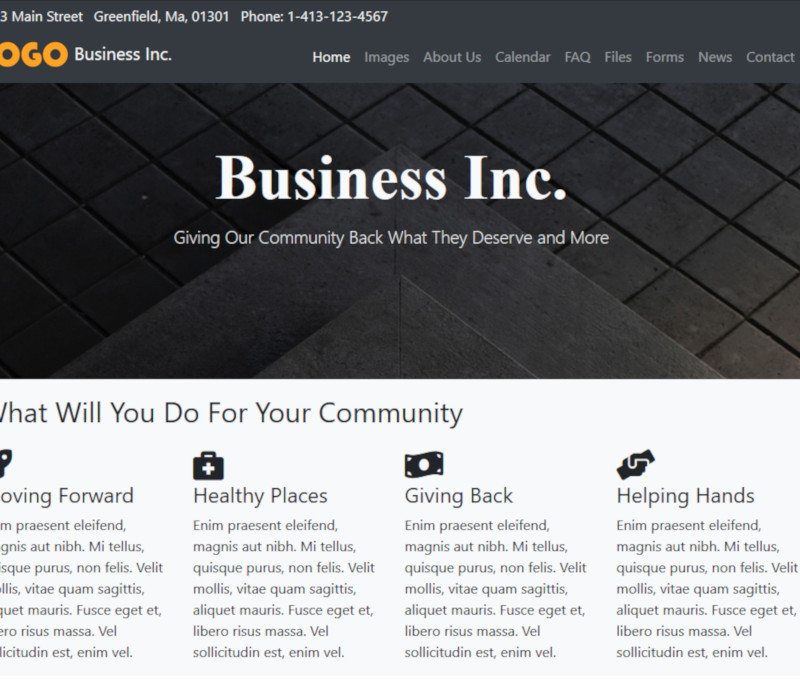 3 Main Street Greenfield, Ma, 01301 Phone: 1-413-123-4567
OGO Business Inc. Home Images About Us Calendar FAQ Files Forms News Contact
Business Inc.
Giving Our Community Back What They Deserve and More
What Will You Do For Your Community
oving Forward
m praesent eleifend,
gnis aut nibh. Mi tellus,
isque purus, non felis. Velit
llis, vitae quam sagittis,
quet mauris. Fusce eget et,
ero risus massa. Vel
licitudin est, enim vel.
Healthy Places
Enim praesent eleifend,
magnis aut nibh. Mi tellus,
quisque purus, non felis. Velit
mollis, vitae quam sagittis,
aliquet mauris. Fusce eget et,
libero risus massa. Vel
sollicitudin est, enim vel.
Giving Back
Enim praesent eleifend,
magnis aut nibh. Mi tellus,
quisque purus, non felis. Velit
mollis, vitae quam sagittis,
aliquet mauris. Fusce eget et,
libero risus massa. Vel
sollicitudin est, enim vel.
Helping Hands
Enim praesent eleifend,
magnis aut nibh. Mi tellus,
quisque purus, non felis. Velit
mollis, vitae quam sagittis,
aliquet mauris. Fusce eget et,
libero risus massa. Vel
sollicitudin est, enim vel.